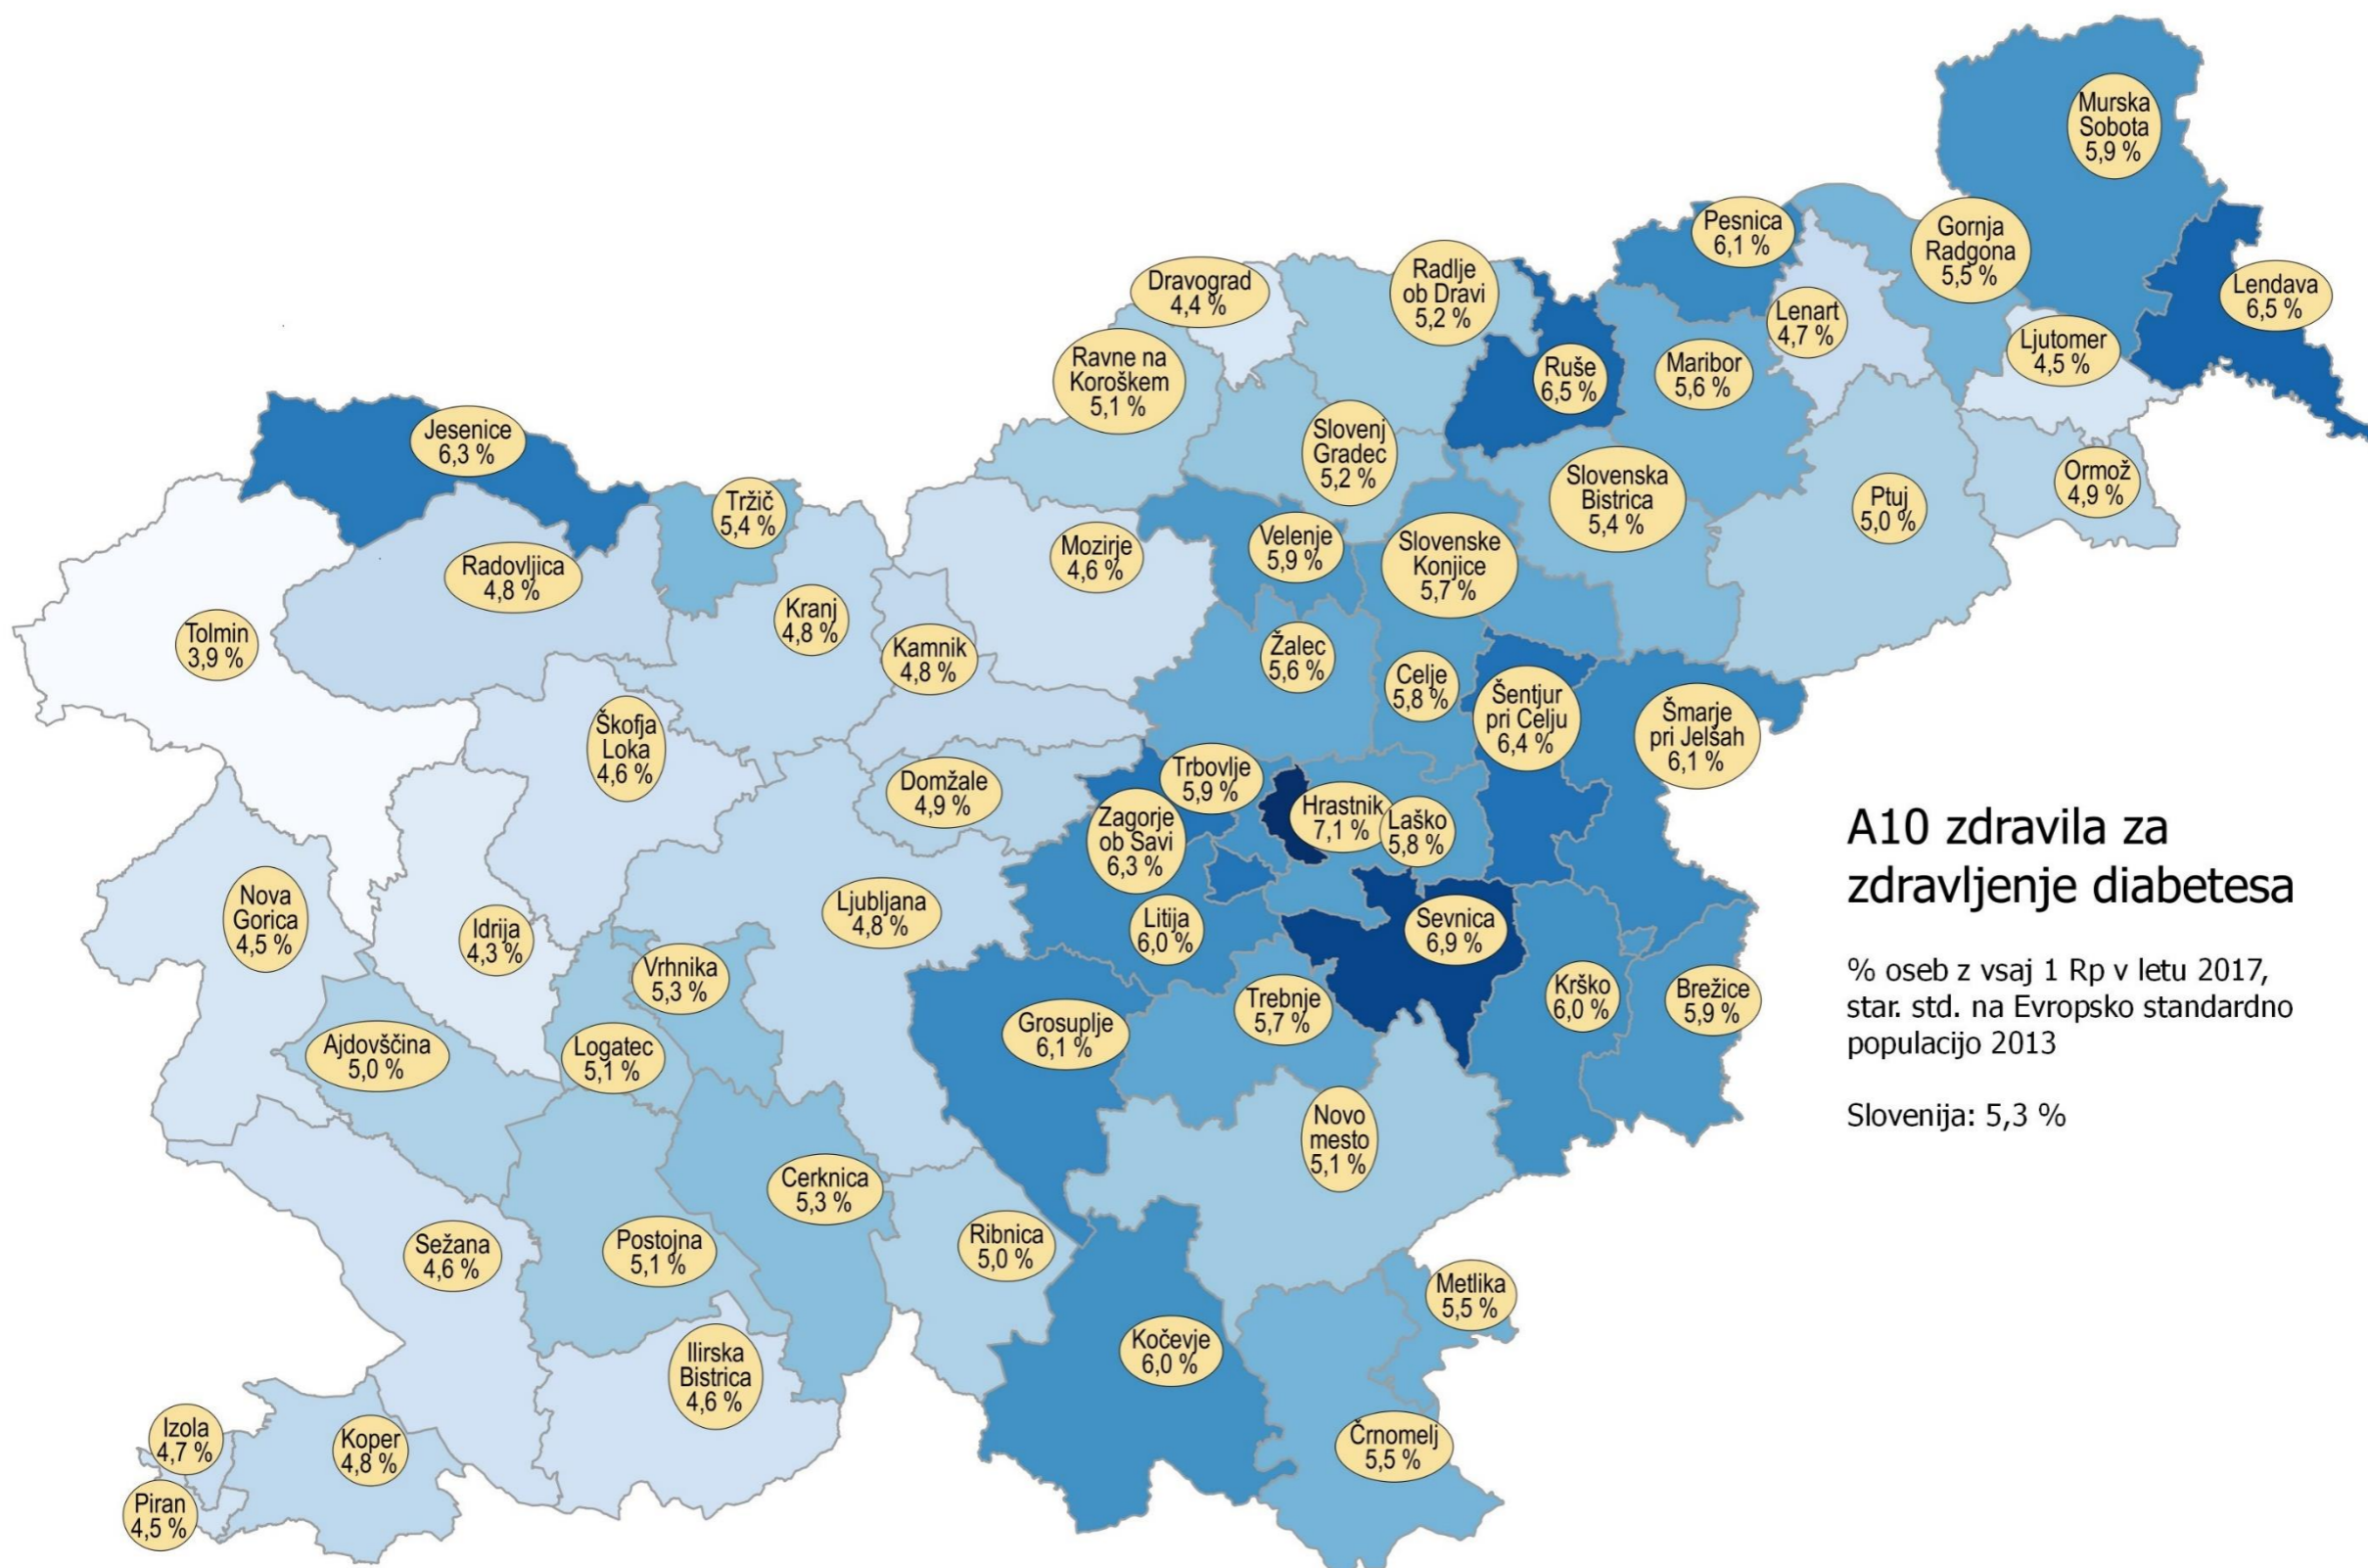 Murska
Sobota
5,9 %
Pesnica
6,1 %
Gornja
Radgona
5,5 %
Dravograd
4,4 %
Radlje
ob Dravi
5,2 %
Lenart
4,7 %
Lendava
6,5 %
Ljutomer
4,5 %
Ravne na
Koroškem
5,1 %
Ruše
6,5 %
Maribor
5,6 %
Jesenice
6,3 %
Slovenj
Gradec
5,2 %
Slovenska
Bistrica
5,4 %
Ormož
4,9 %
Ptuj
5,0 %
Tržič
5,4 %
Velenje
5,9 %
Slovenske
Konjice
5,7 %
Mozirje
4,6 %
Radovljica
4,8 %
Kranj
4,8 %
Tolmin
3,9 %
Kamnik
4,8 %
Žalec
5,6 %
Celje
5,8 %
Šentjur
pri Celju
6,4 %
Šmarje
pri Jelšah
6,1 %
Škofja
Loka
4,6 %
Domžale
4,9 %
Trbovlje
5,9 %
Hrastnik
7,1 %
Laško
5,8 %
Zagorje
ob Savi
6,3 %
Nova
Gorica
4,5 %
Idrija
4,3 %
Ljubljana
4,8 %
Litija
6,0 %
Sevnica
6,9 %
Vrhnika
5,3 %
Krško
6,0 %
Brežice
5,9 %
Trebnje
5,7 %
Grosuplje
6,1 %
Ajdovščina
5,0 %
Logatec
5,1 %
Novo
mesto
5,1 %
Cerknica
5,3 %
Sežana
4,6 %
Postojna
5,1 %
Ribnica
5,0 %
Metlika
5,5 %
Kočevje
6,0 %
Ilirska
Bistrica
4,6 %
Črnomelj
5,5 %
Izola
4,7 %
Koper
4,8 %
Piran
4,5 %
A10 zdravila za
zdravljenje diabetesa
% oseb z vsaj 1 Rp v letu 2017,
star. std. na Evropsko standardno
populacijo 2013
Slovenija: 5,3 %